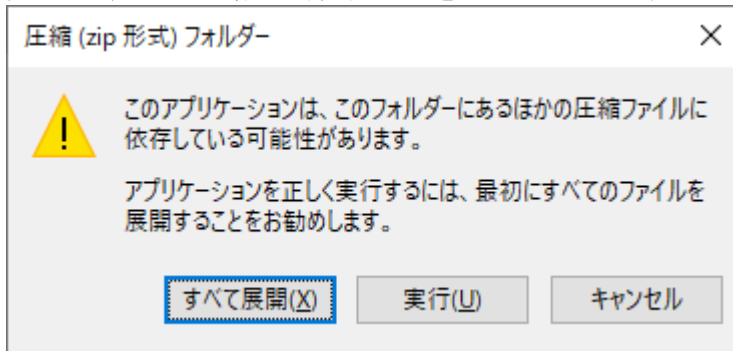 圧縮 (zip 形式) フォルダー
このアプリケーションは、このフォルダーにあるほかの圧縮ファイルに
依存している可能性があります。
アプリケーションを正しく実行するには、最初にすべてのファイルを
展開することをお勧めします。
すべて展開(X)
実行(U)
キャンセル